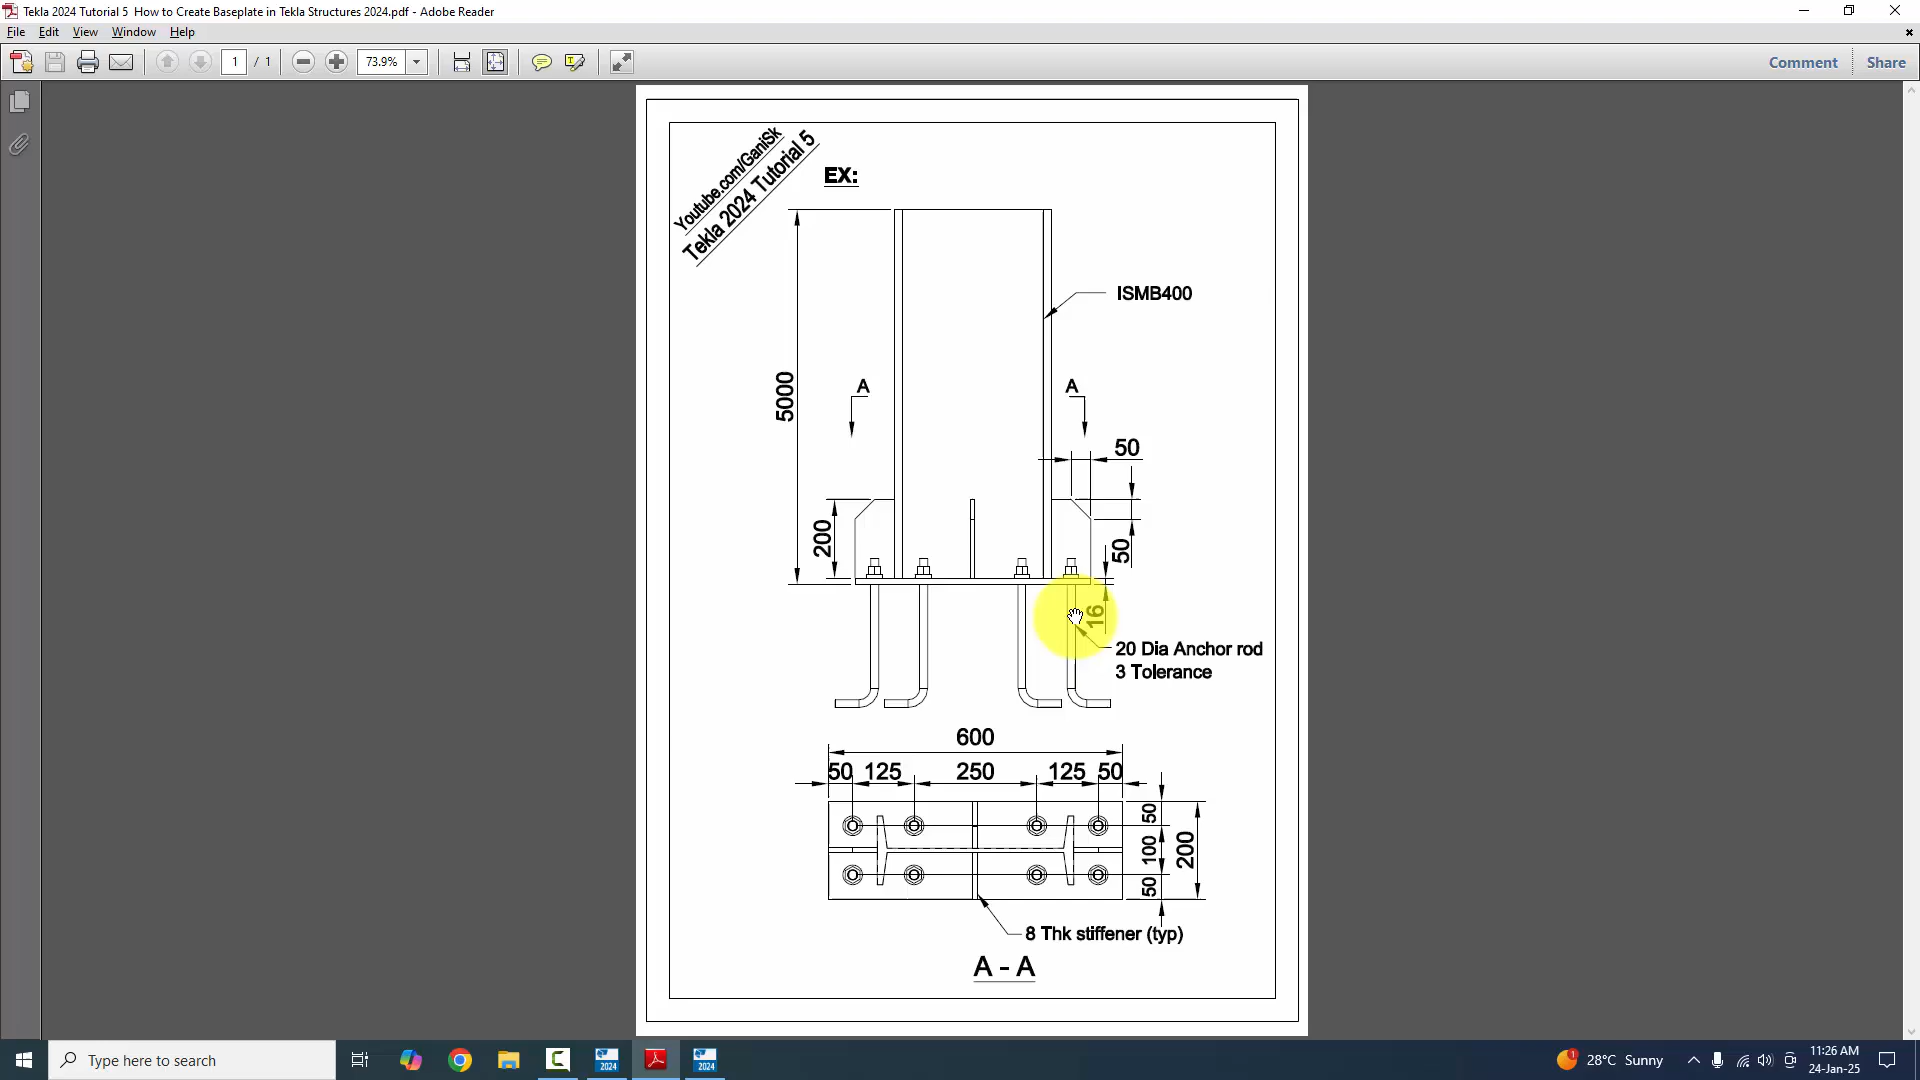 Tekla 2024 Tutorial 5  How to Create Baseplate in Tekla Structures 2024.pdf - Adobe Reader
File Edit View Window Help
1 / 1 73.9% Comment Share
Youtube.com/GaniSk
Tekla 2024 Tutorial 5
EX:
ISMB400
5000
A A
50
200
50
16
20 Dia Anchor rod
3 Tolerance
600
50 125 250 125 50
50
100
50
200
8 Thk stiffener (typ)
A - A
Type here to search
2024
2024
1
28°C Sunny
11:26 AM
24-Jan-25